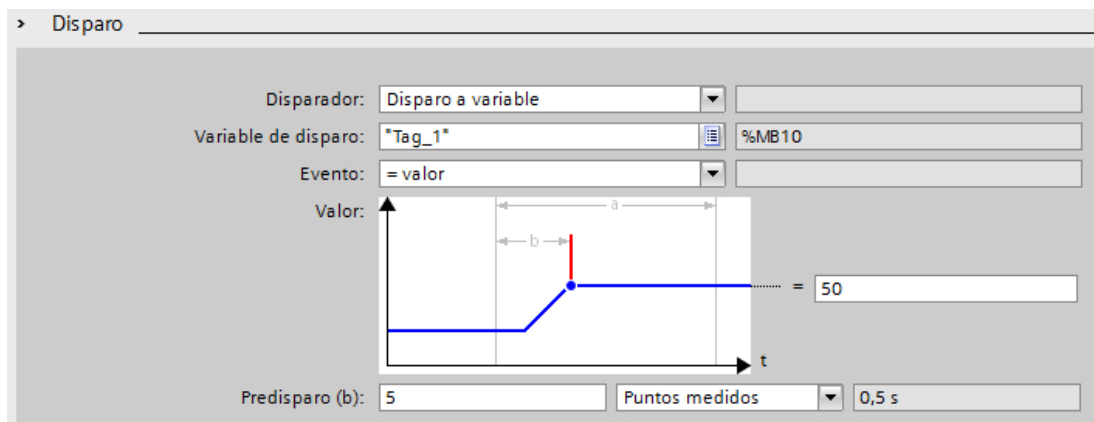 Disparo
Disparador: Disparo a variable
Variable de disparo: "Tag_1" %MB10
Evento: = valor
Valor:
a
b
= 50
t
Predisparo (b): 5 Puntos medidos 0,5 s